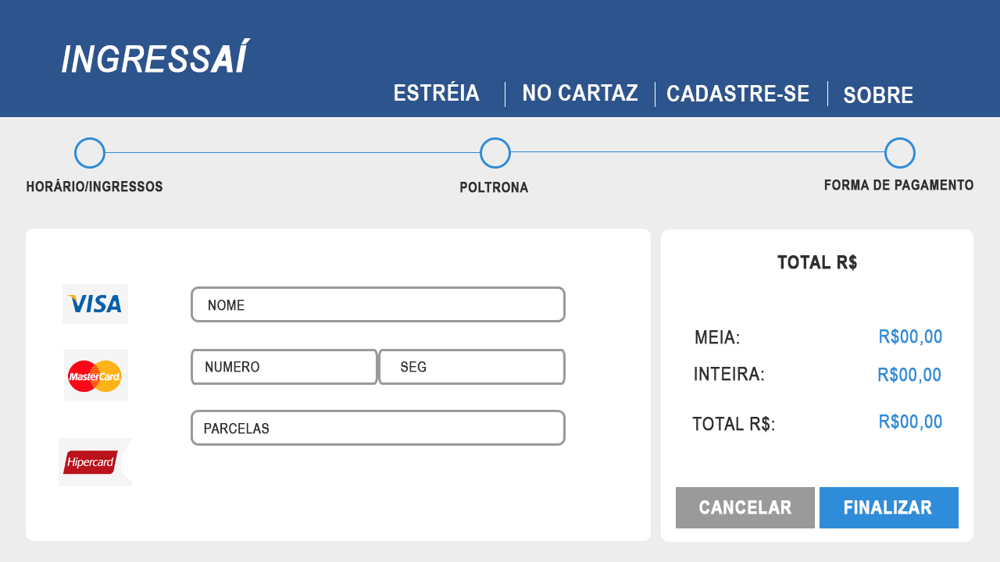 INGRESSAÍ
ESTRÉIA NO CARTAZ CADASTRE-SE SOBRE
HORÁRIO/INGRESSOS POLTRONA FORMA DE PAGAMENTO
VISA
MasterCard
Hipercard
NOME
NUMERO SEG
PARCELAS
TOTAL R$
MEIA: R$00,00
INTEIRA: R$00,00
TOTAL R$: R$00,00
CANCELAR FINALIZAR